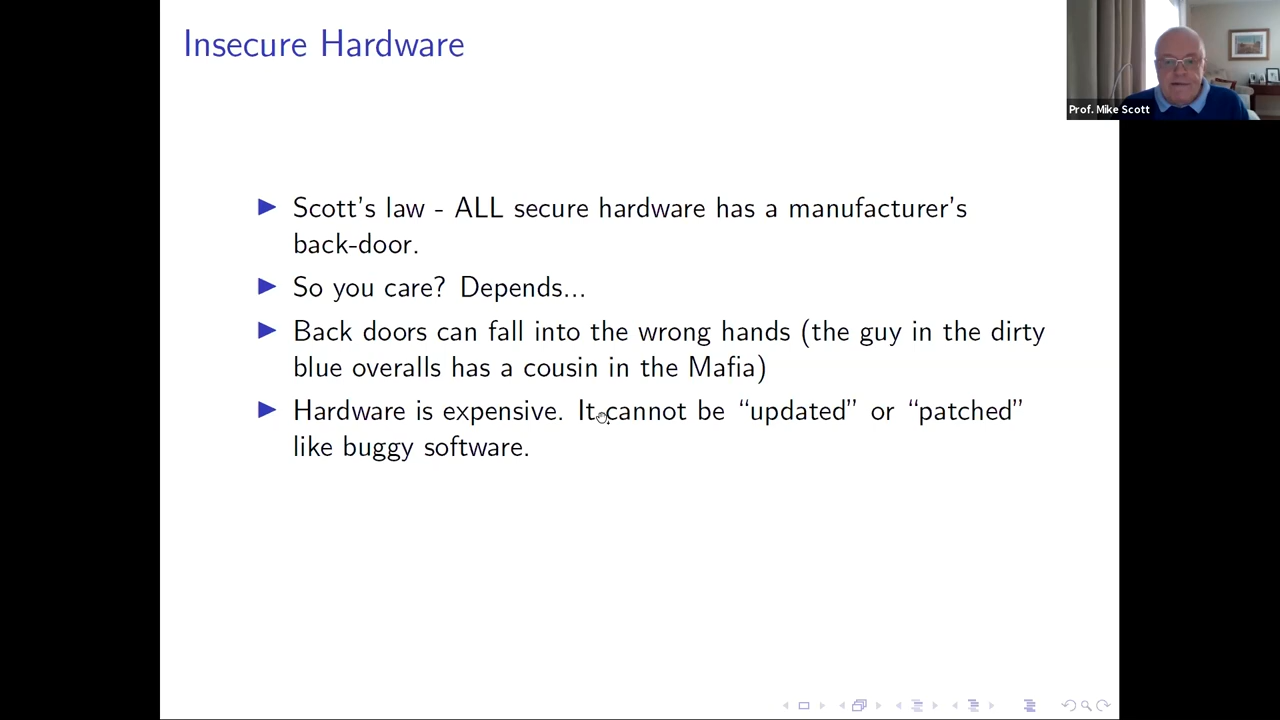 Insecure Hardware
Prof. Mike Scott
Scott's law - ALL secure hardware has a manufacturer's
back-door.
So you care? Depends...
Back doors can fall into the wrong hands (the guy in the dirty
blue overalls has a cousin in the Mafia)
Hardware is expensive. It cannot be “updated” or “patched”
like buggy software.